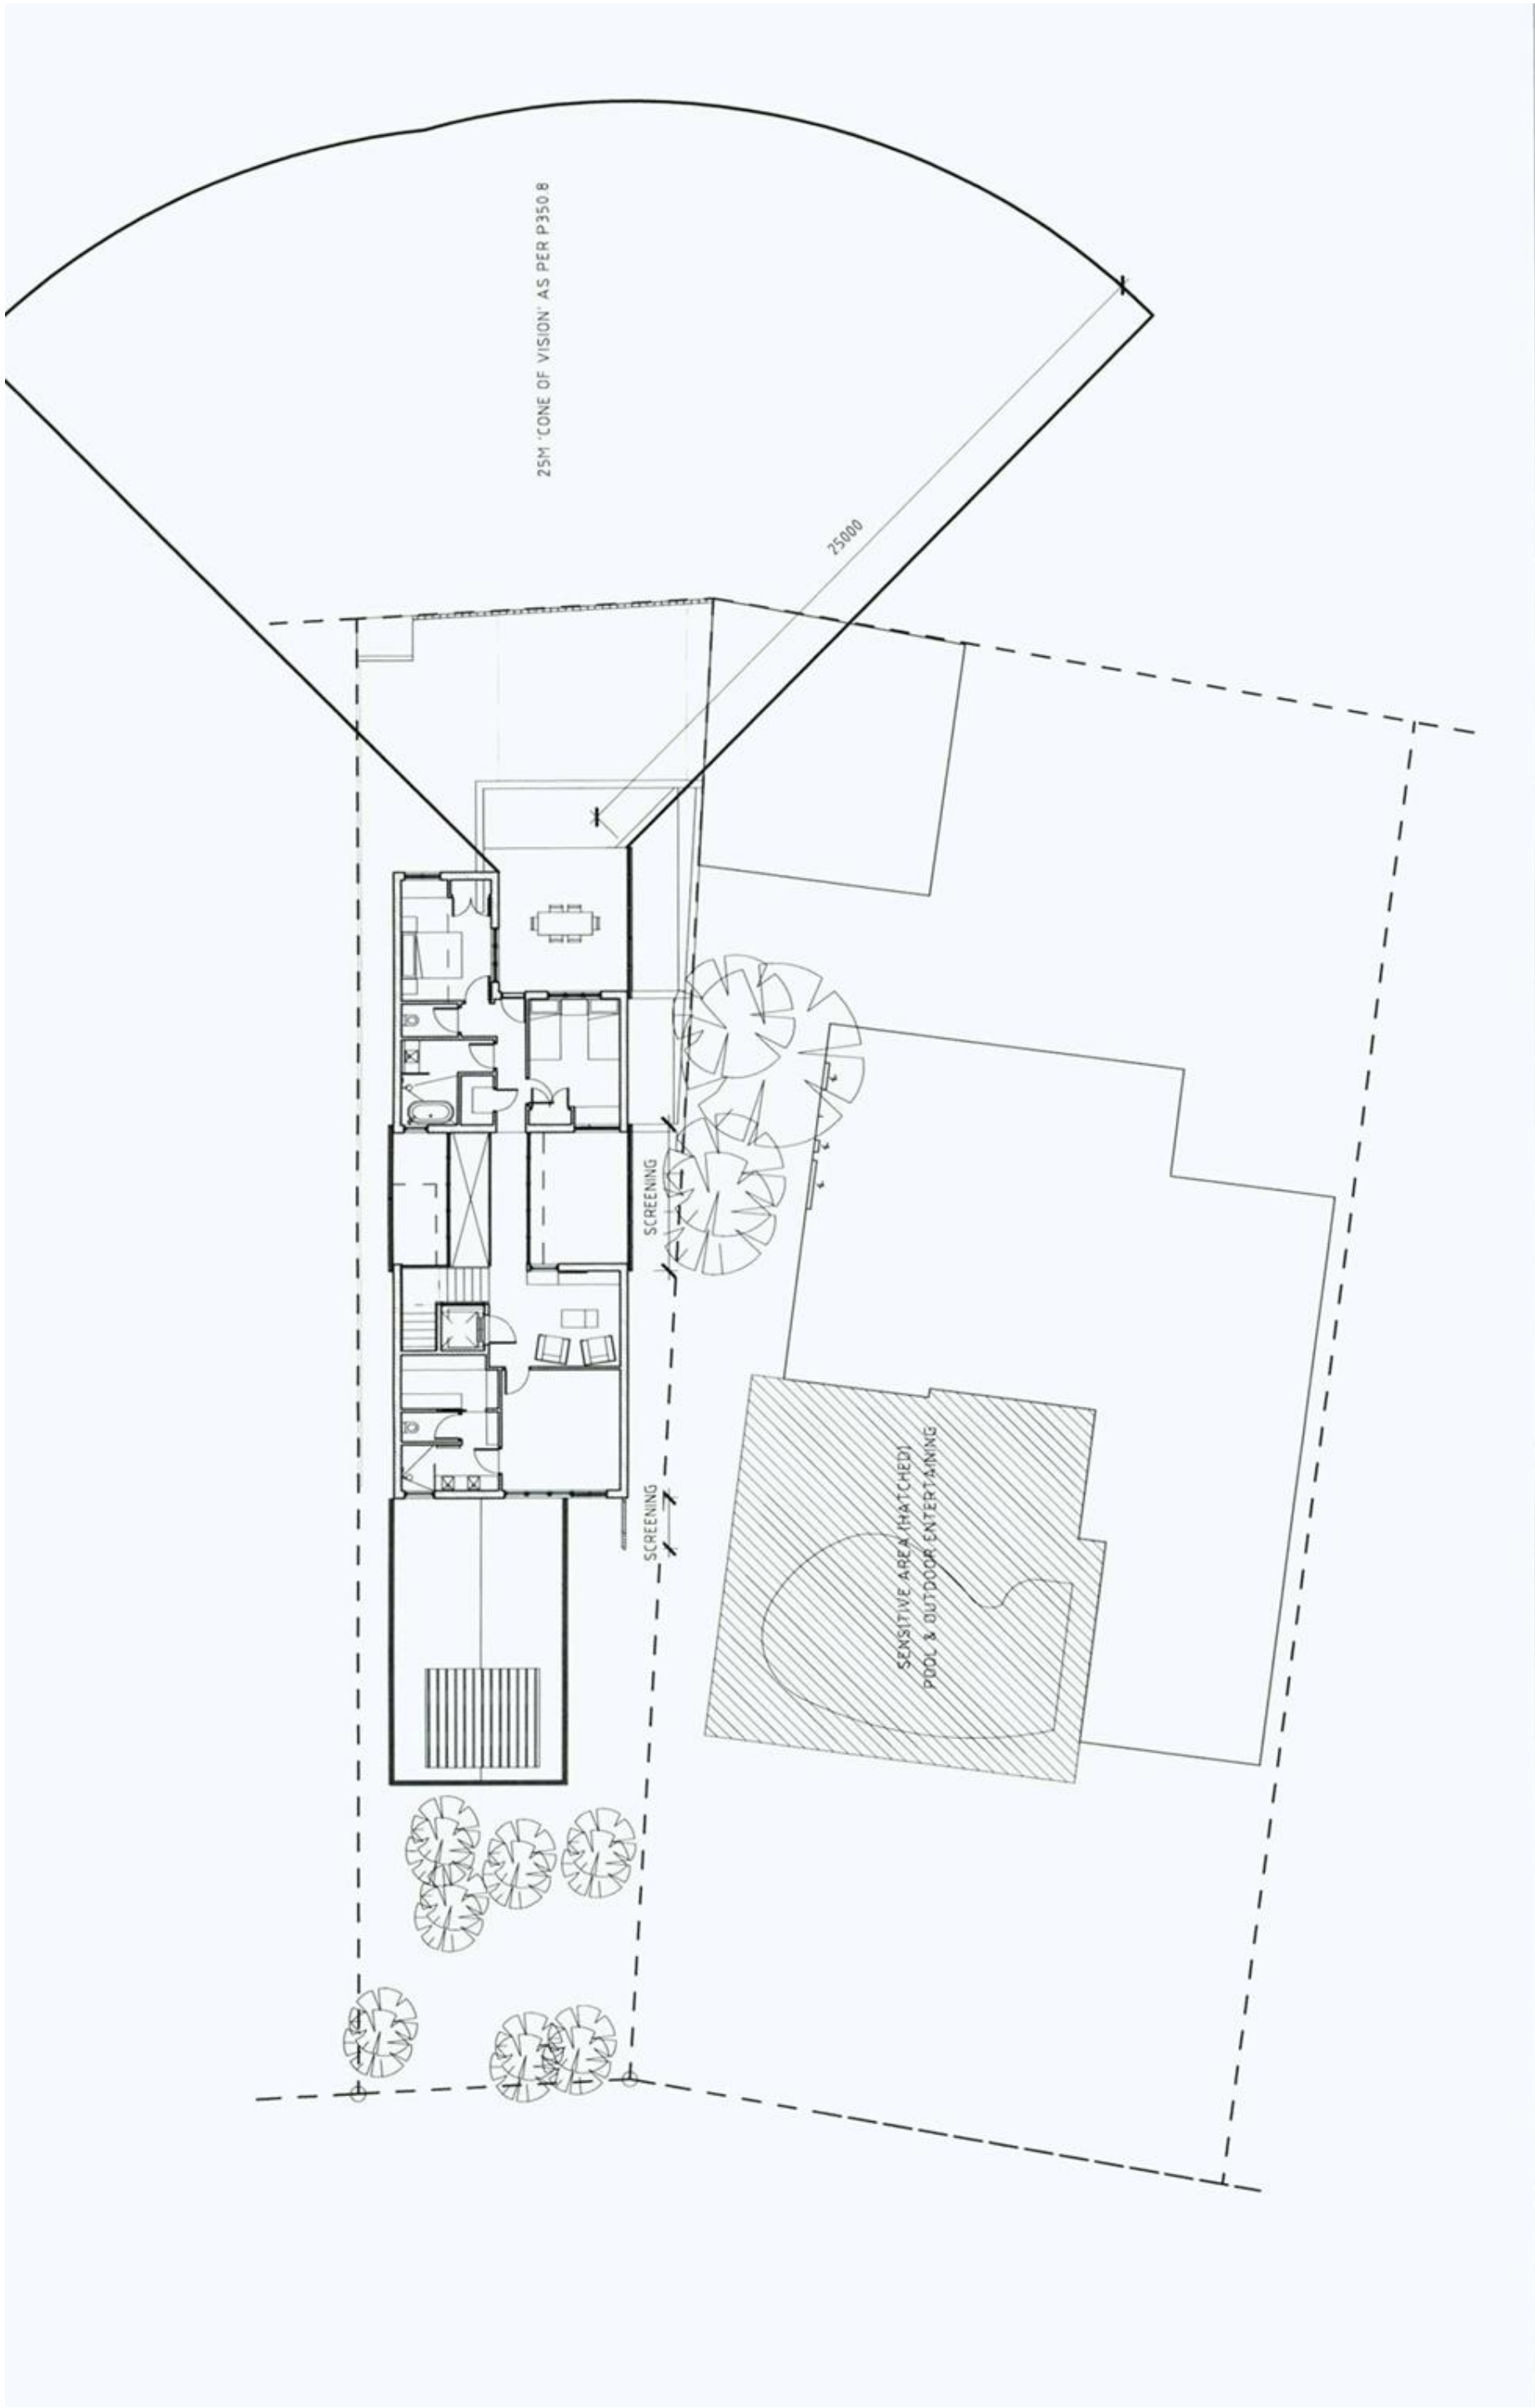 25M 'CONE OF VISION' AS PER P350.8
25000
SCREENING
SCREENING
SENSITIVE AREA (HATCHED)
POOL & OUTDOOR ENTERTAINING